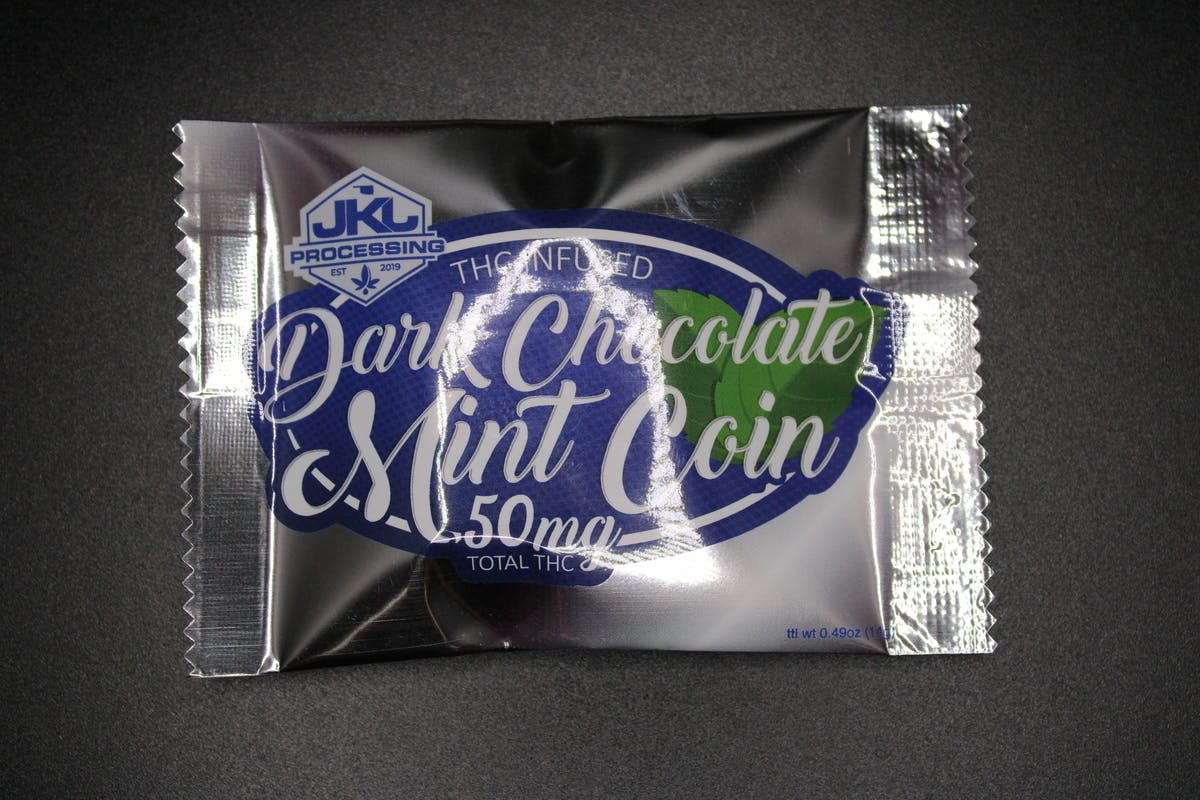 JKL
PROCESSING
EST 2019
THC INFUSED
Dark Chocolate
Mint Coin
50mg
TOTAL THC
ttl wt 0.49oz